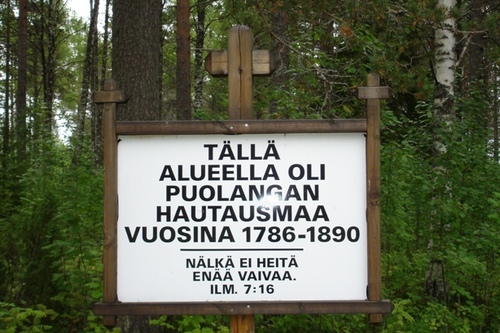 TÄLLÄ
ALUEELLA OLI
PUOLANGAN
HAUTAUSMAA
VUOSINA 1786-1890
NÄLKÄ EI HEITÄ
ENÄÄ VAIVAA.
ILM. 7:16